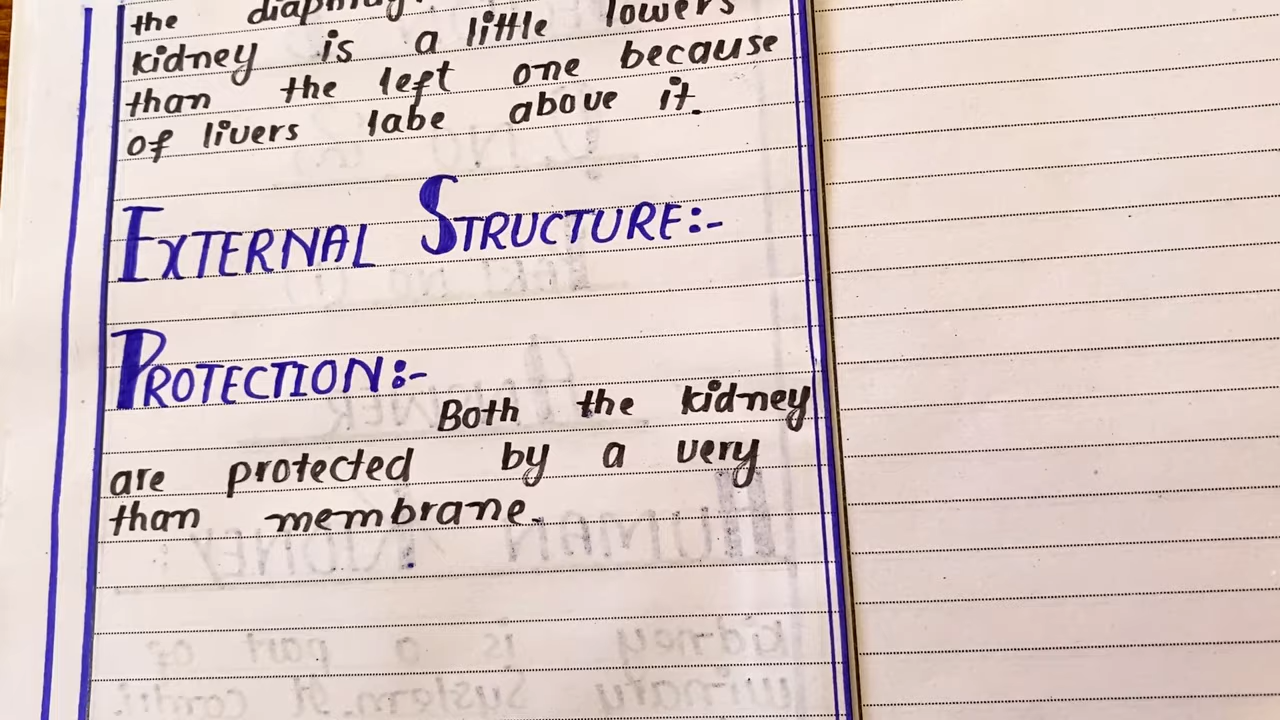 the
kidney is a little lowers
than the left one because
of livers labe above it.
EXTERNAL STRUCTURE:-
PROTECTION:-
Both the kidney
are protected by a very
than membrane.